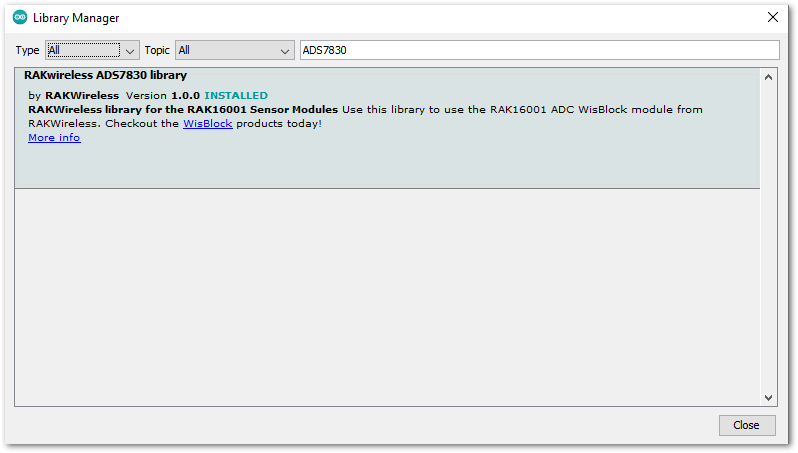 Library Manager
Type All Topic All ADS7830
RAKwireless ADS7830 library
by RAKWireless Version 1.0.0 INSTALLED
RAKWireless library for the RAK16001 Sensor Modules Use this library to use the RAK16001 ADC WisBlock module from
RAKWireless. Checkout the WisBlock products today!
More info
Close